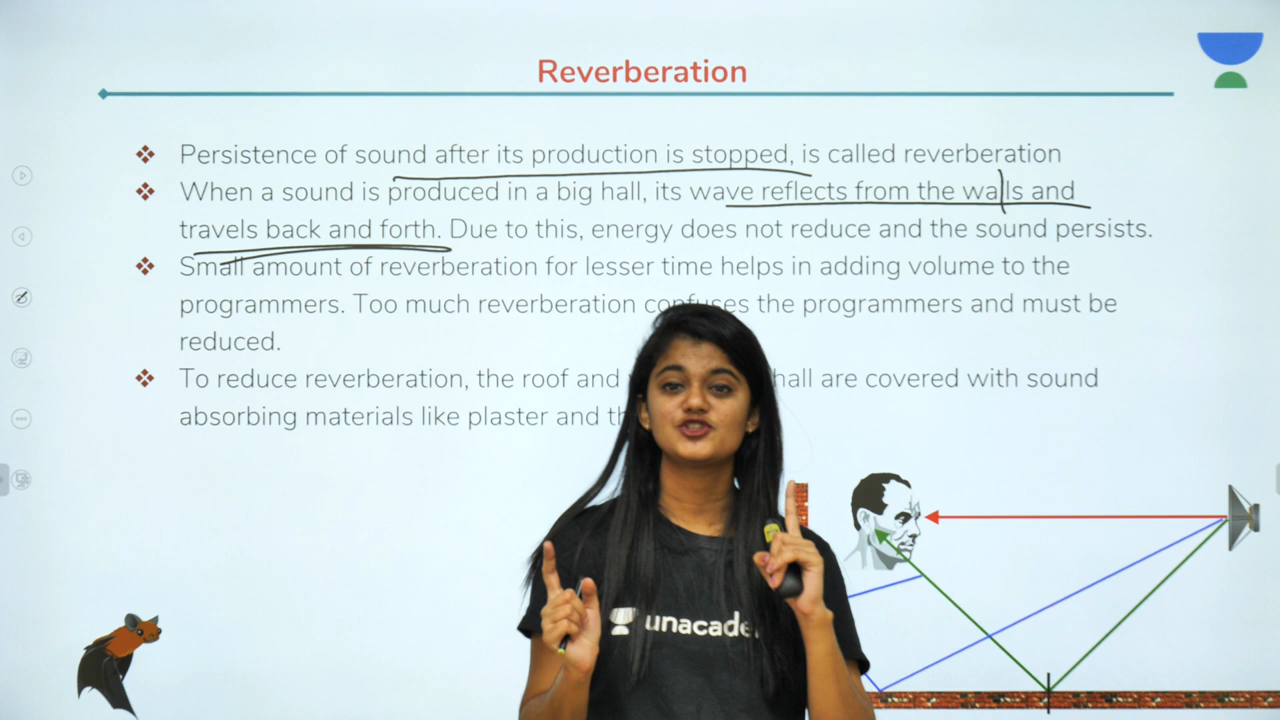 Reverberation
Persistence of sound after its production is stopped, is called reverberation
When a sound is produced in a big hall, its wave reflects from the walls and
travels back and forth. Due to this, energy does not reduce and the sound persists.
Small amount of reverberation for lesser time helps in adding volume to the
programmers. Too much reverberation confuses the programmers and must be
reduced.
To reduce reverberation, the roof and hall are covered with sound
absorbing materials like plaster and
unacade